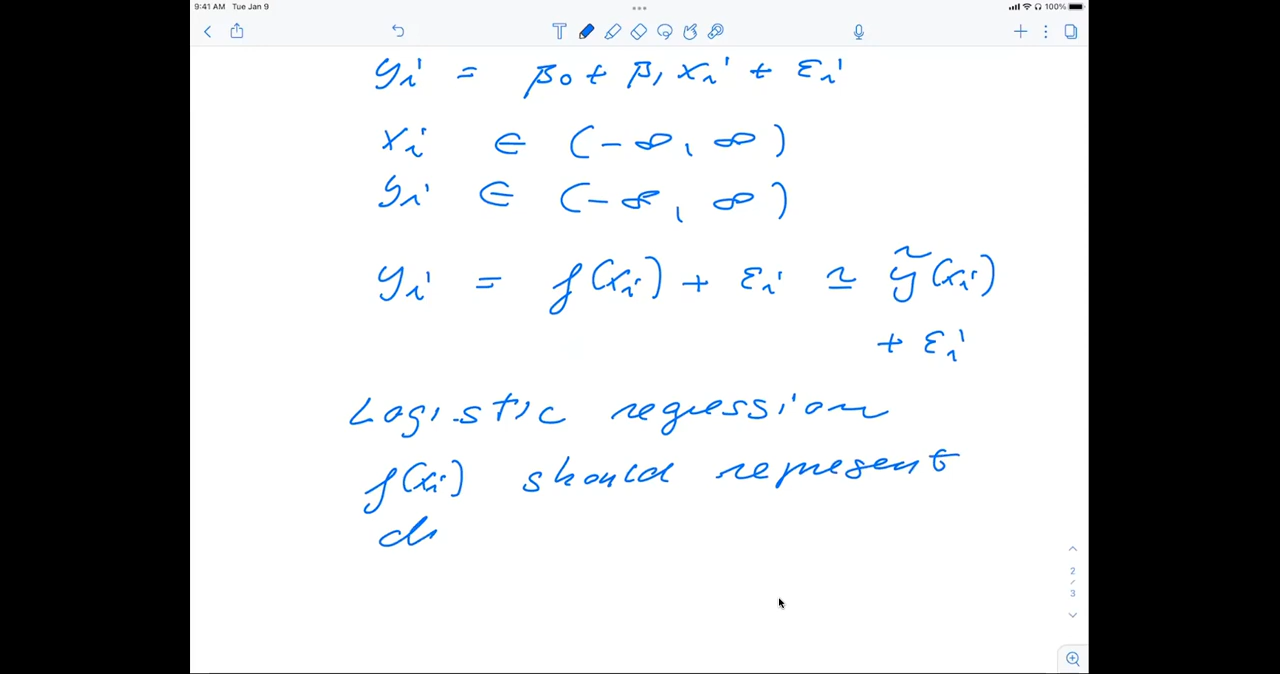 9:41 AM Tue Jan 9
100%
yᵢ = β₀ + β₁ xᵢ + εᵢ
xᵢ ∈ (-∞, ∞)
yᵢ ∈ (-∞, ∞)
yᵢ = f(xᵢ) + εᵢ ≃ ỹ(xᵢ)
+ εᵢ
Logistic regression
f(xᵢ) should represent
2
/
3